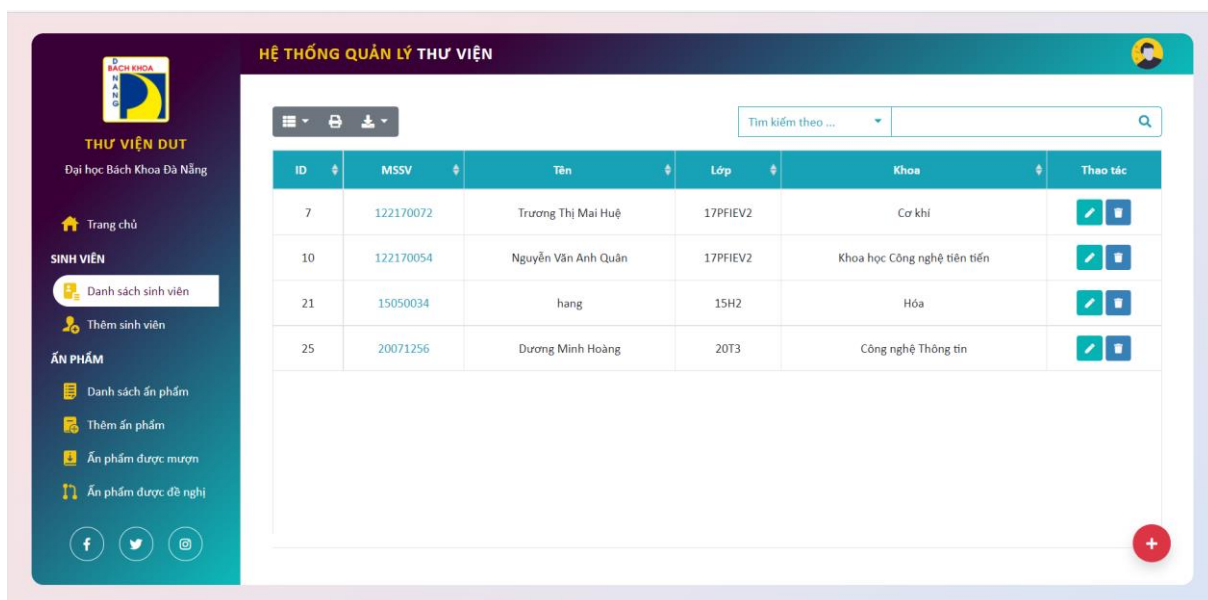 HỆ THỐNG QUẢN LÝ THƯ VIỆN
D
BÁCH KHOA
N
A
N
G
THƯ VIỆN DUT
Đại học Bách Khoa Đà Nẵng
Trang chủ
SINH VIÊN
Danh sách sinh viên
Thêm sinh viên
ẤN PHẨM
Danh sách ấn phẩm
Thêm ấn phẩm
Ấn phẩm được mượn
Ấn phẩm được đề nghị
Tìm kiếm theo ...
ID MSSV Tên Lớp Khoa Thao tác
7 122170072 Trương Thị Mai Huệ 17PFIEV2 Cơ khí
10 122170054 Nguyễn Văn Anh Quân 17PFIEV2 Khoa học Công nghệ tiên tiến
21 15050034 hang 15H2 Hóa
25 20071256 Dương Minh Hoàng 20T3 Công nghệ Thông tin